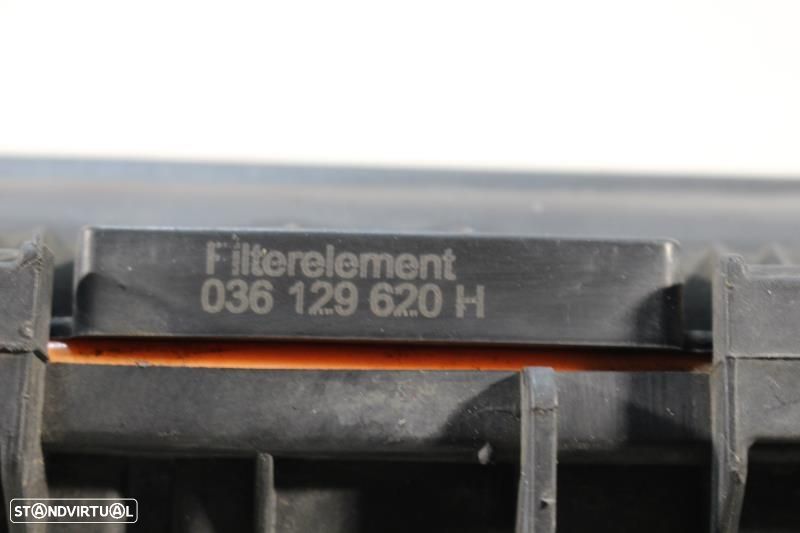 Filterelement
036 129 620 H
STANDVIRTUAL